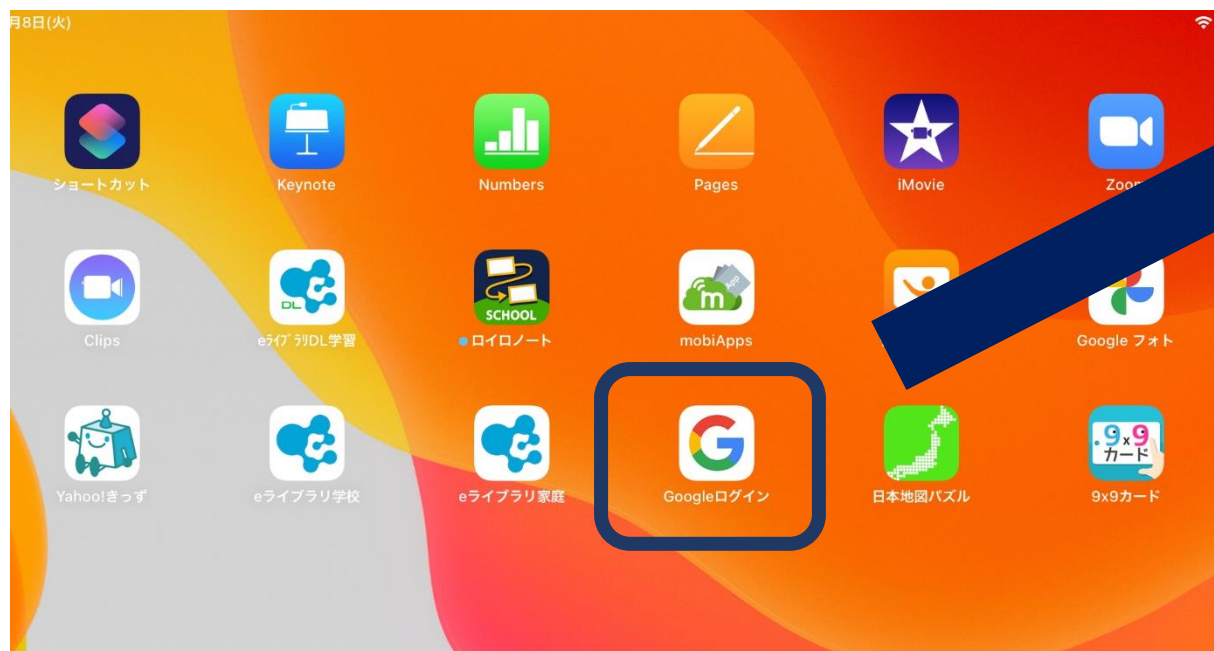 月8日(火)
ショートカット
Keynote
Numbers
Pages
iMovie
Zoom
Clips
DL
eライブラリDL学習
SCHOOL
ロイロノート
m
App
mobiApps
Google フォト
Yahoo!きっず
eライブラリ学校
eライブラリ家庭
G
Googleログイン
日本地図パズル
9x9
カード
9x9カード